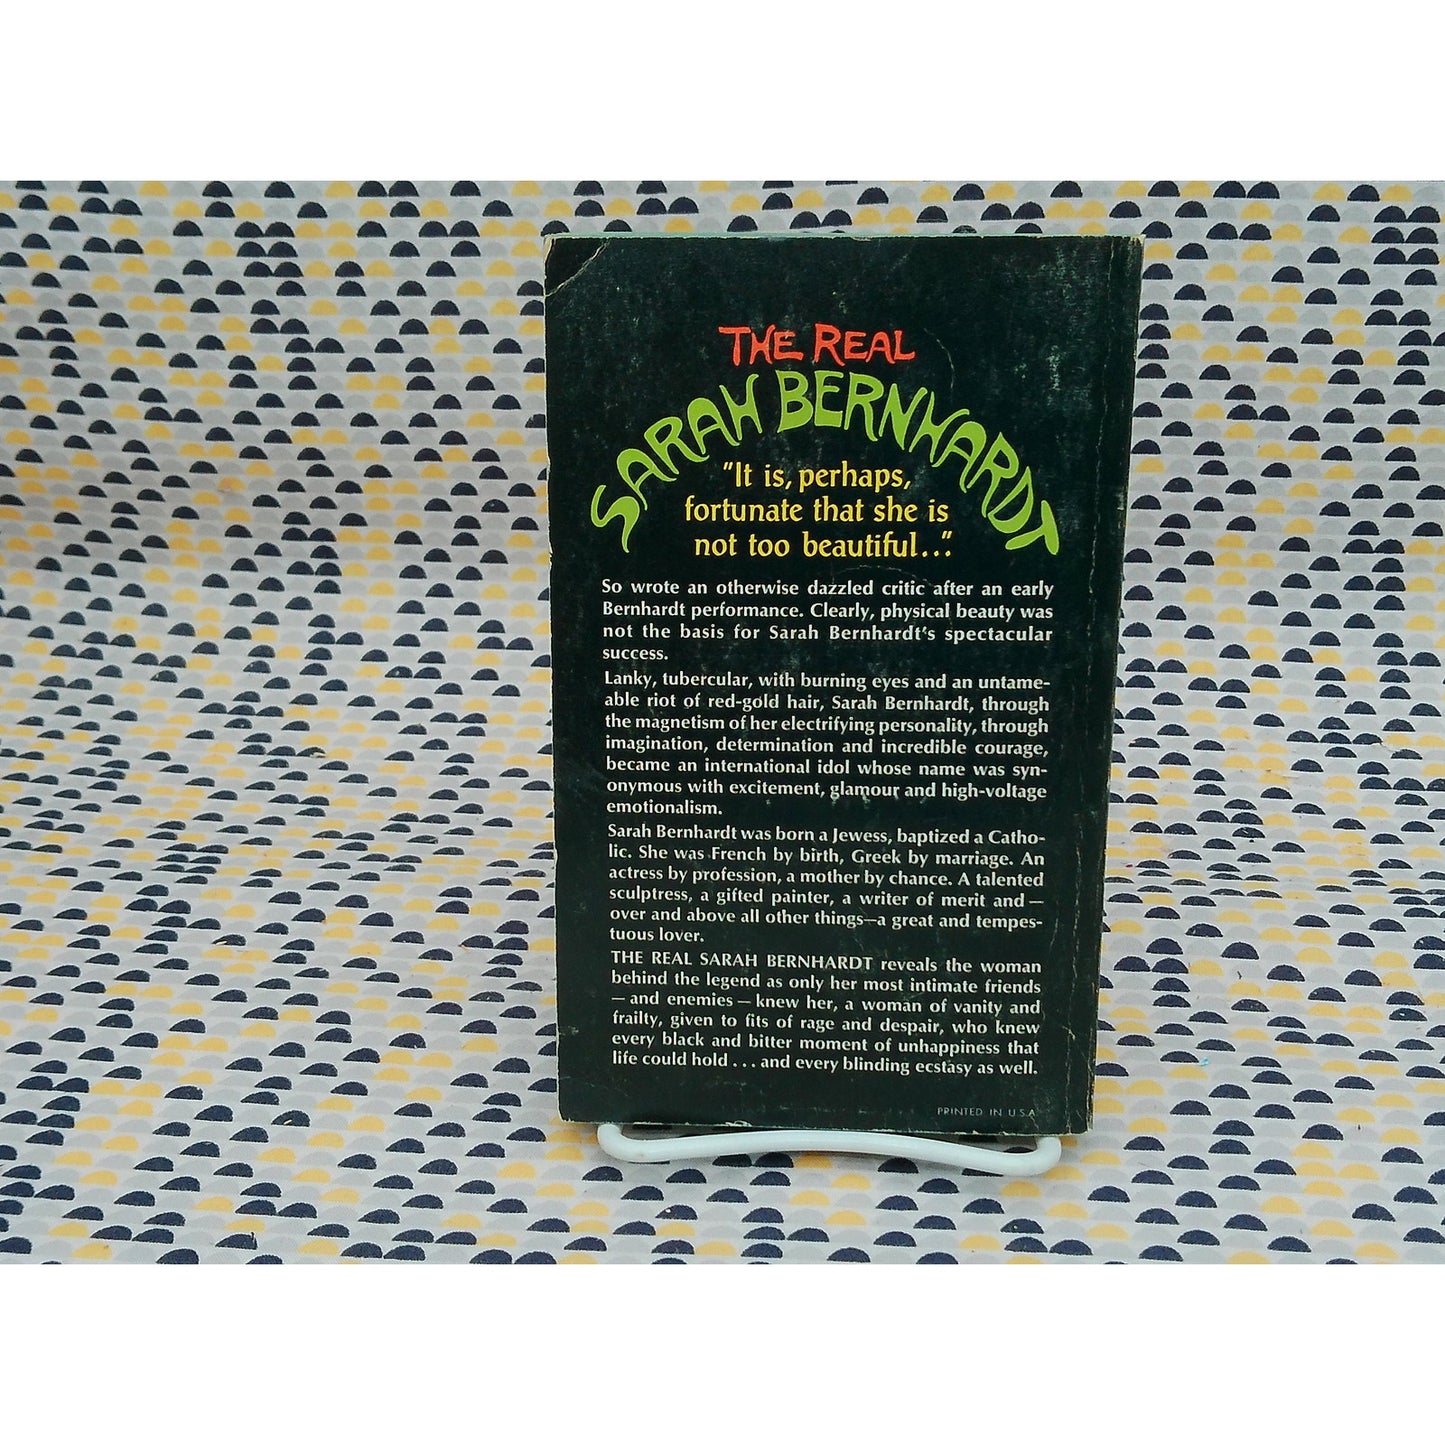 THE REAL
SARAH BERNHARDT
"It is, perhaps,
fortunate that she is
not too beautiful..."
So wrote an otherwise dazzled critic after an early
Bernhardt performance. Clearly, physical beauty was
not the basis for Sarah Bernhardt's spectacular
success.
Lanky, tubercular, with burning eyes and an untame-
able riot of red-gold hair, Sarah Bernhardt, through
the magnetism of her electrifying personality, through
imagination, determination and incredible courage,
became an international idol whose name was syn-
onymous with excitement, glamour and high-voltage
emotionalism.
Sarah Bernhardt was born a Jewess, baptized a Catho-
lic. She was French by birth, Greek by marriage. An
actress by profession, a mother by chance. A talented
sculptress, a gifted painter, a writer of merit and—
over and above all other things—a great and tempes-
tuous lover.
THE REAL SARAH BERNHARDT reveals the woman
behind the legend as only her most intimate friends
—and enemies—knew her, a woman of vanity and
frailty, given to fits of rage and despair, who knew
every black and bitter moment of unhappiness that
life could hold...and every blinding ecstasy as well.
PRINTED IN U.S.A.